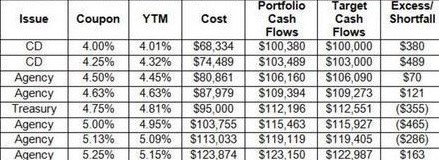 Issue Coupon YTM Cost Portfolio Cash Flows Target Cash Flows Excess/ Shortfall
CD 4.00% 4.01% $68,334 $100,380 $100,000 $380
CD 4.25% 4.32% $74,489 $103,489 $103,000 $489
Agency 4.50% 4.45% $80,861 $106,160 $106,090 $70
Agency 4.63% 4.63% $87,979 $109,394 $109,273 $121
Treasury 4.75% 4.81% $95,000 $112,196 $112,551 ($355)
Agency 5.00% 4.95% $103,755 $115,463 $115,927 ($465)
Agency 5.13% 5.09% $113,033 $119,119 $119,405 ($286)
Agency 5.25% 5.15% $123,874 $123,150 $122,987 $163